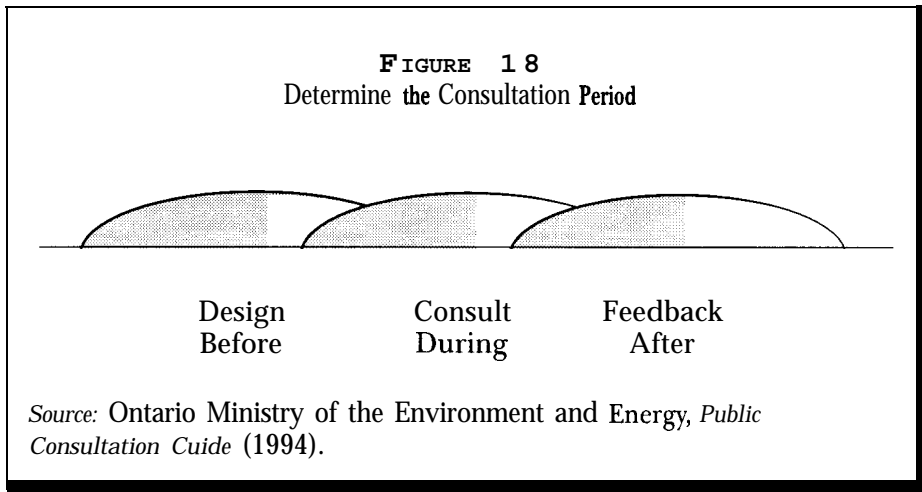 FIGURE 18
Determine the Consultation Period
Design Consult Feedback
Before During After
Source: Ontario Ministry of the Environment and Energy, Public
Consultation Cuide (1994).